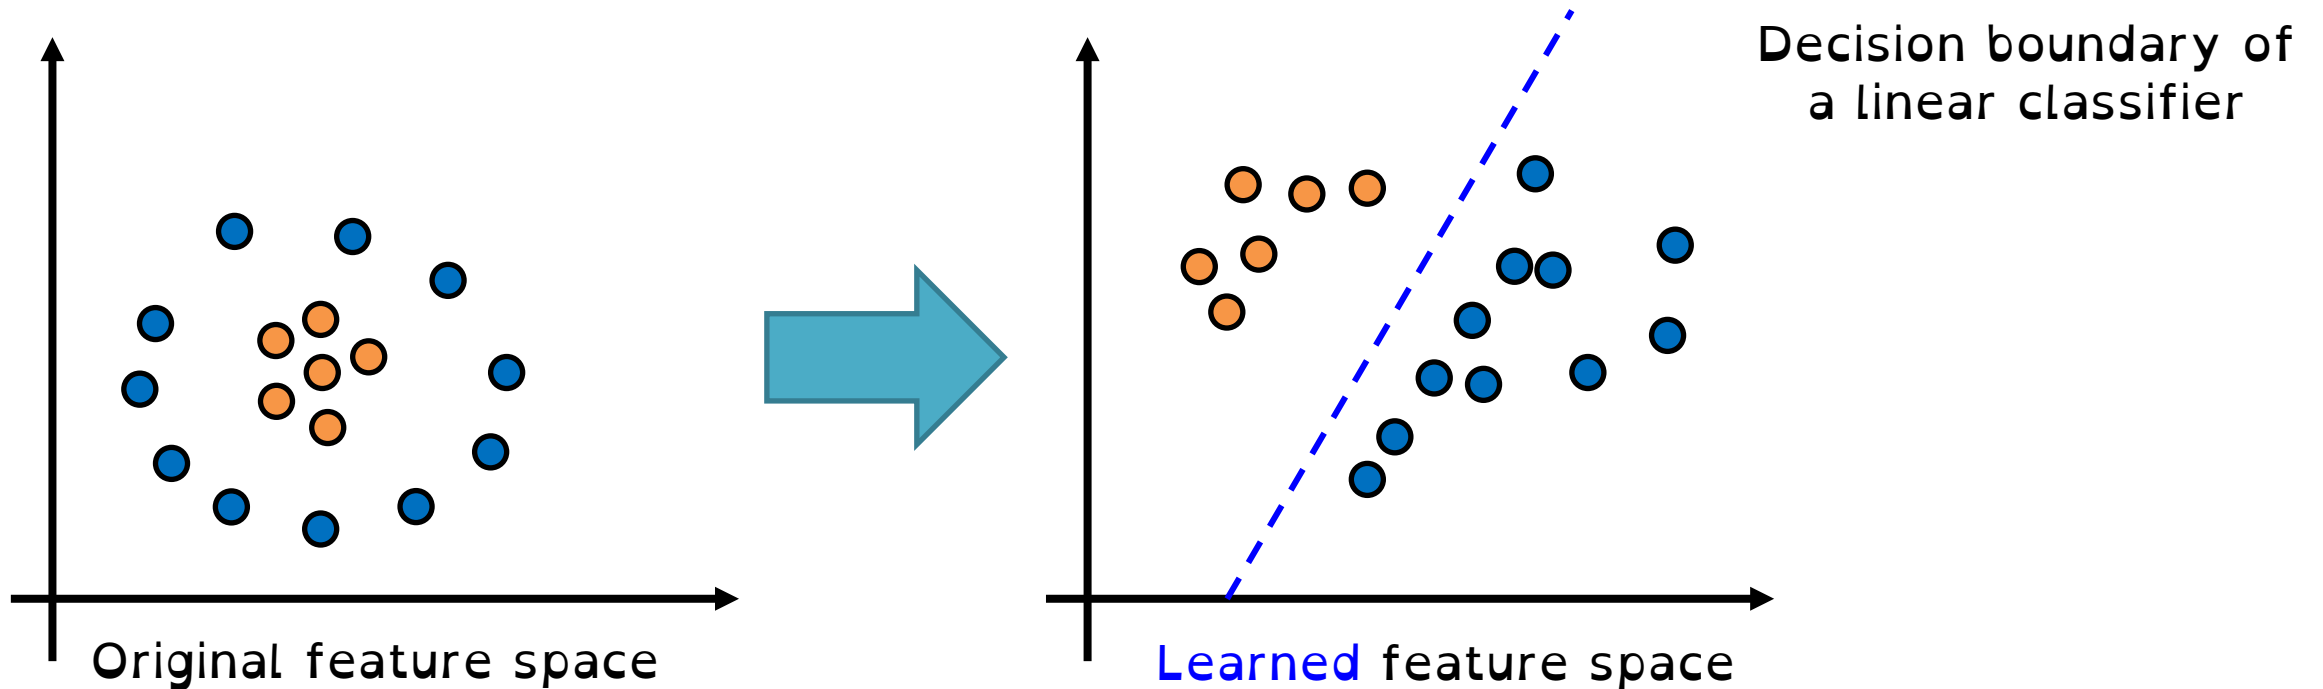 Decision boundary of
a linear classifier
Original feature space
Learned feature space